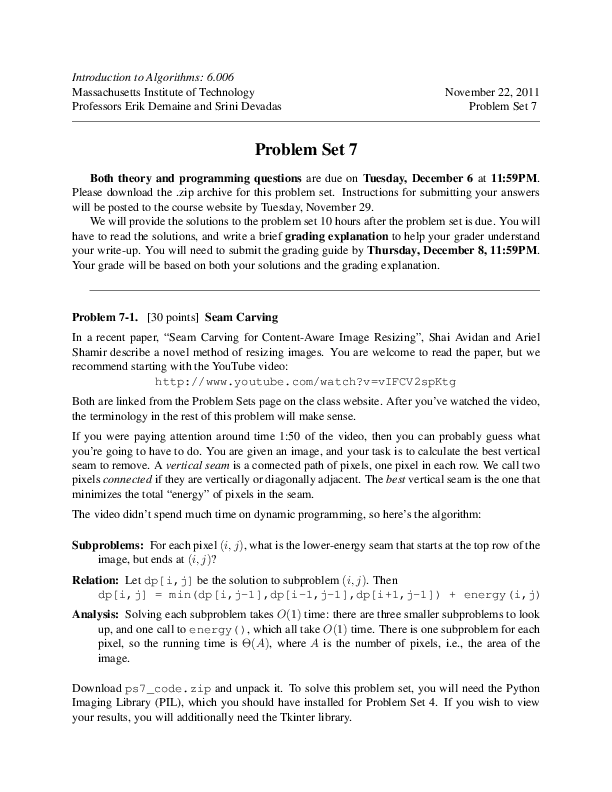 Introduction to Algorithms: 6.006
Massachusetts Institute of Technology November 22, 2011
Professors Erik Demaine and Srini Devadas Problem Set 7
Problem Set 7
Both theory and programming questions are due on Tuesday, December 6 at 11:59PM.
Please download the .zip archive for this problem set. Instructions for submitting your answers
will be posted to the course website by Tuesday, November 29.
We will provide the solutions to the problem set 10 hours after the problem set is due. You will
have to read the solutions, and write a brief grading explanation to help your grader understand
your write-up. You will need to submit the grading guide by Thursday, December 8, 11:59PM.
Your grade will be based on both your solutions and the grading explanation.
Problem 7-1. [30 points] Seam Carving
In a recent paper, “Seam Carving for Content-Aware Image Resizing”, Shai Avidan and Ariel
Shamir describe a novel method of resizing images. You are welcome to read the paper, but we
recommend starting with the YouTube video:
http://www.youtube.com/watch?v=vIFCV2spKtg
Both are linked from the Problem Sets page on the class website. After you’ve watched the video,
the terminology in the rest of this problem will make sense.
If you were paying attention around time 1:50 of the video, then you can probably guess what
you’re going to have to do. You are given an image, and your task is to calculate the best vertical
seam to remove. A vertical seam is a connected path of pixels, one pixel in each row. We call two
pixels connected if they are vertically or diagonally adjacent. The best vertical seam is the one that
minimizes the total “energy” of pixels in the seam.
The video didn’t spend much time on dynamic programming, so here’s the algorithm:
Subproblems: For each pixel (i, j), what is the lower-energy seam that starts at the top row of the
image, but ends at (i, j)?
Relation: Let dp[i,j] be the solution to subproblem (i, j). Then
dp[i,j] = min(dp[i,j-1],dp[i-1,j-1],dp[i+1,j-1]) + energy(i,j)
Analysis: Solving each subproblem takes O(1) time: there are three smaller subproblems to look
up, and one call to energy(), which all take O(1) time. There is one subproblem for each
pixel, so the running time is Θ(A), where A is the number of pixels, i.e., the area of the
image.
Download ps7_code.zip and unpack it. To solve this problem set, you will need the Python
Imaging Library (PIL), which you should have installed for Problem Set 4. If you wish to view
your results, you will additionally need the Tkinter library.